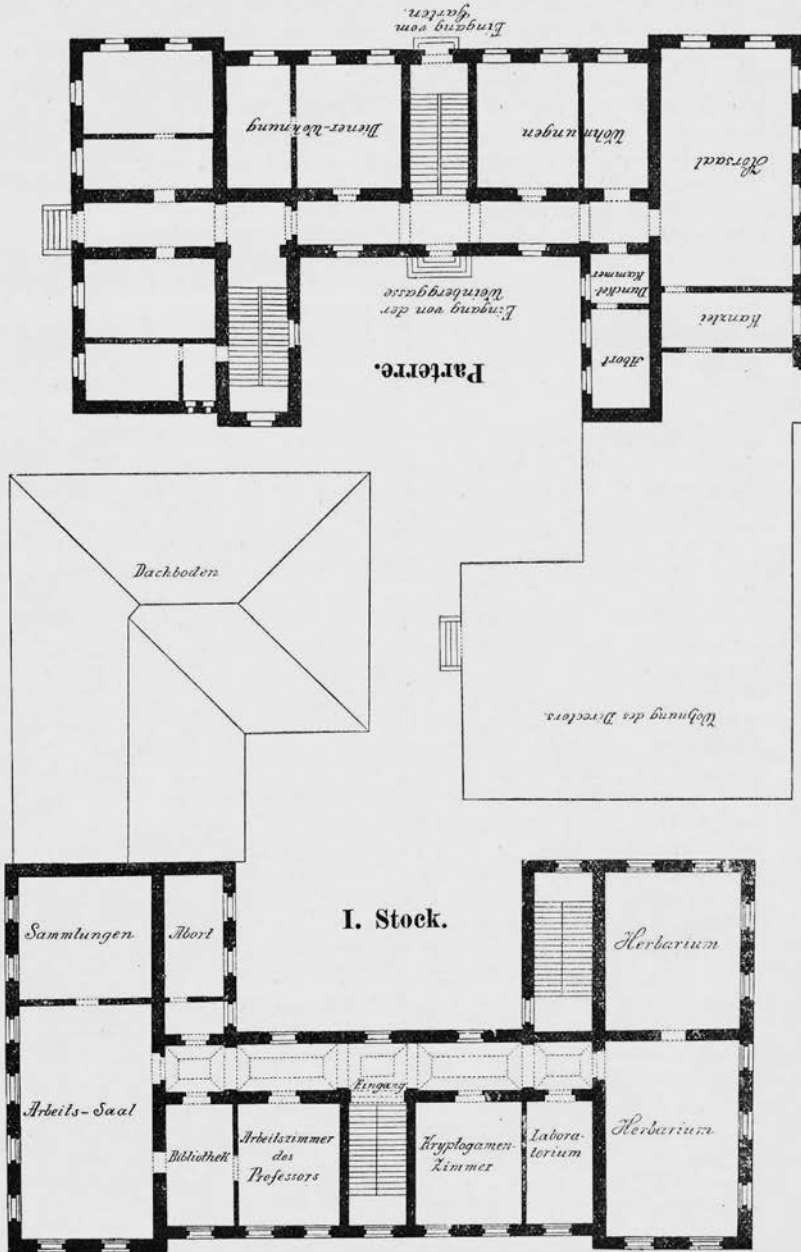 Eingang vom
Garten.
Diener-Wohnung
Wohnungen
Hörsaal
Dunckel-
Kammer
Abort
Kanzlei
Eingang von der
Weinberggasse
Parterre.
Dachboden
Wohnung des Directors.
I. Stock.
Sammlungen
Abort
Herbarium
Eingang
Arbeits-Saal
Bibliothek
Arbeitszimmer
des
Professors
Kryptogamen-
Zimmer
Labora-
torium
Herbarium